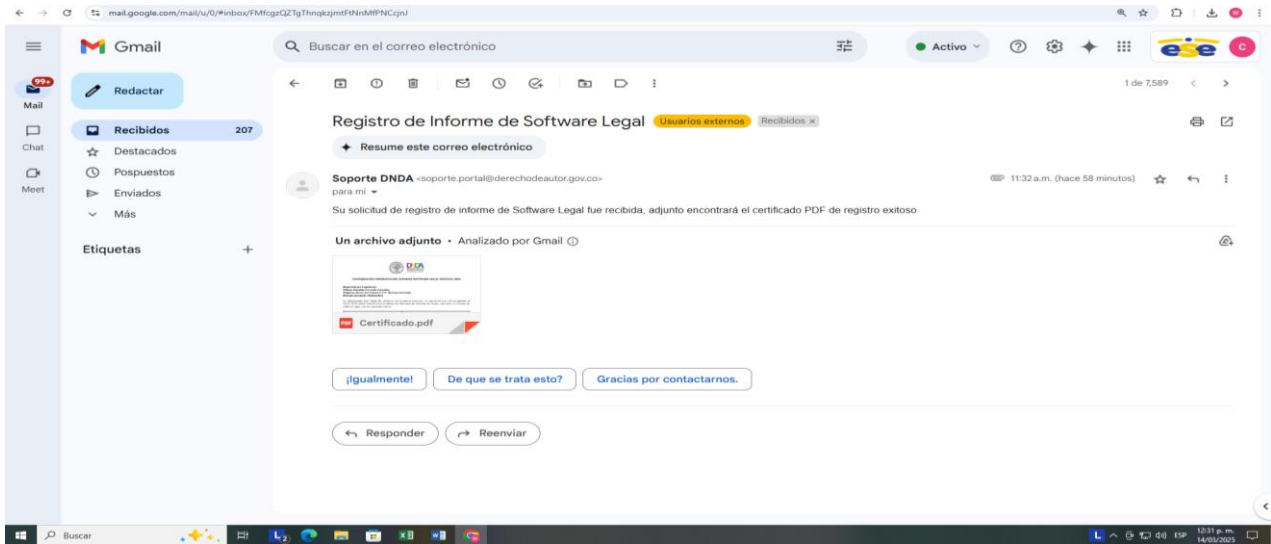 mail.google.com/mail/u/0/#inbox/FMfcgzQZTgThnqkzjmtFtNnMfPNCcjnJ
Gmail
Buscar en el correo electrónico
Activo
ese
C
99+
Mail
Redactar
1 de 7,589
Recibidos 207
Registro de Informe de Software Legal Usuarios externos Recibidos x
Chat
Destacados
Resume este correo electrónico
Meet
Pospuestos
Enviados
Más
Soporte DNDA <soporte.portal@derechodeautor.gov.co>
11:32 a.m. (hace 58 minutos)
para mí
Su solicitud de registro de informe de Software Legal fue recibida, adjunto encontrará el certificado PDF de registro exitoso
Etiquetas
Un archivo adjunto • Analizado por Gmail
PDF Certificado.pdf
¡Igualmente! De que se trata esto? Gracias por contactarnos.
Responder Reenviar
Buscar
ESP
12:31 p. m.
14/03/2025